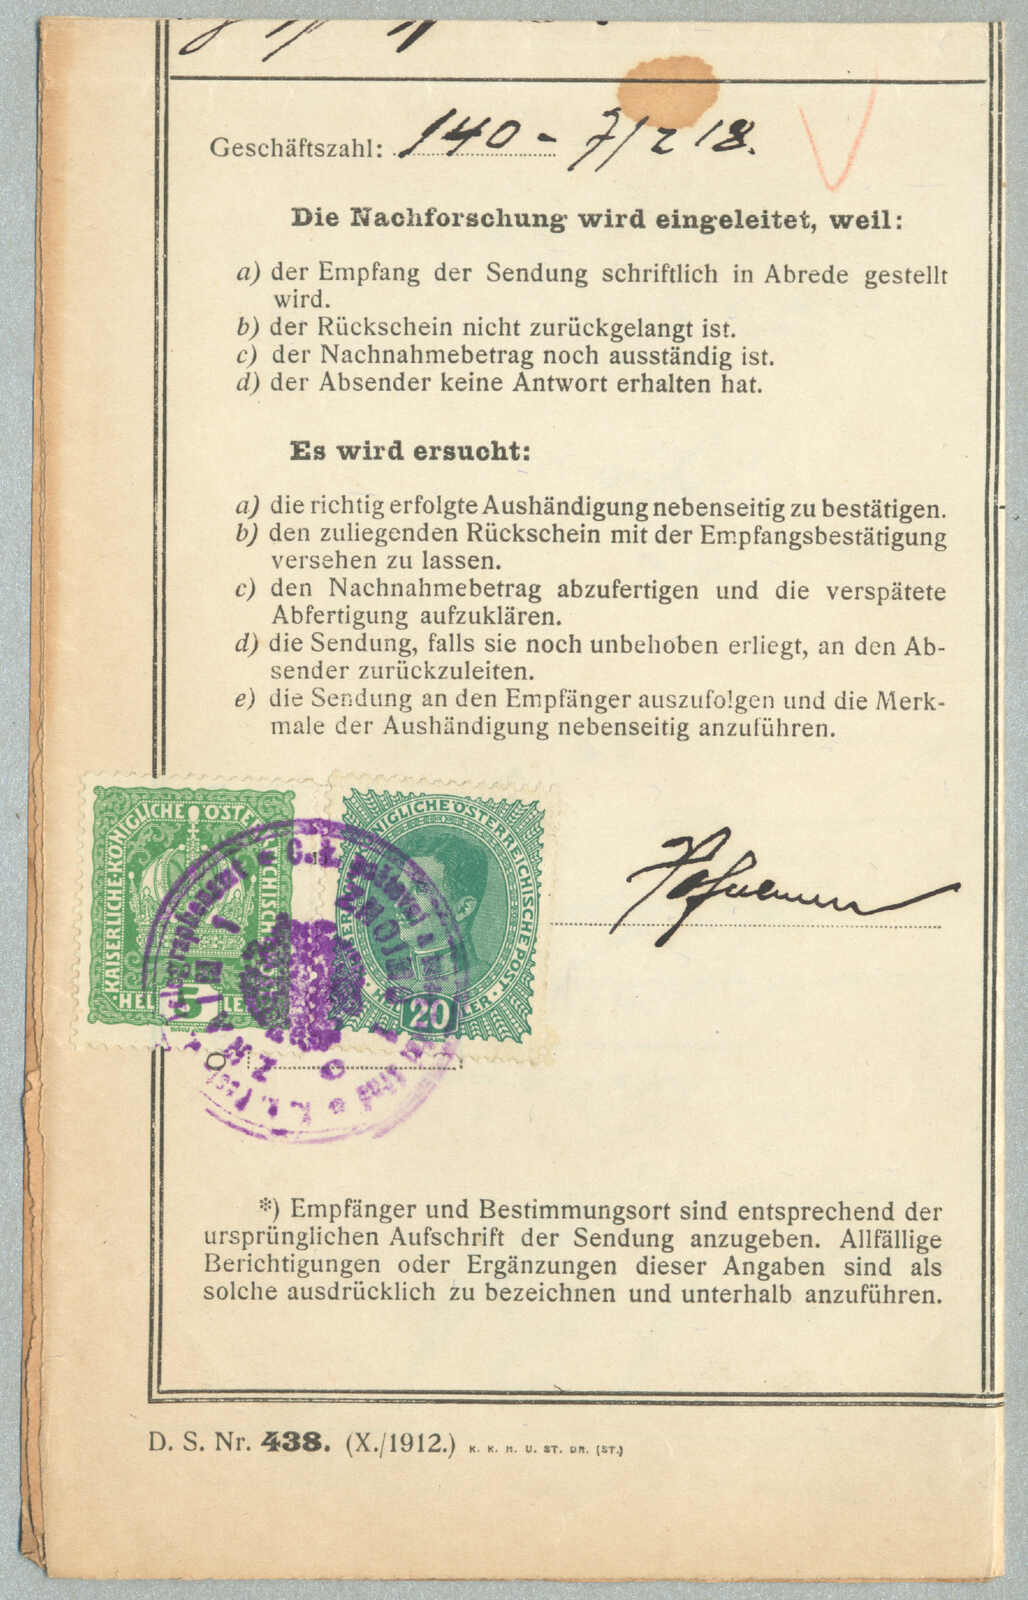 Geschäftszahl: 140 - 7/2 18.
Die Nachforschung wird eingeleitet, weil:
a) der Empfang der Sendung schriftlich in Abrede gestellt
wird.
b) der Rückschein nicht zurückgelangt ist.
c) der Nachnahmebetrag noch ausständig ist.
d) der Absender keine Antwort erhalten hat.
Es wird ersucht:
a) die richtig erfolgte Aushändigung nebenseitig zu bestätigen.
b) den zuliegenden Rückschein mit der Empfangsbestätigung
versehen zu lassen.
c) den Nachnahmebetrag abzufertigen und die verspätete
Abfertigung aufzuklären.
d) die Sendung, falls sie noch unbehoben erliegt, an den Ab-
sender zurückzuleiten.
e) die Sendung an den Empfänger auszufolgen und die Merk-
male der Aushändigung nebenseitig anzuführen.
KAISERLICHE KÖNIGLICHE ÖSTER
HELLER
5
KÖNIGLICHE ÖSTERREICHISCHE POST
20
Hofmann
*) Empfänger und Bestimmungsort sind entsprechend der
ursprünglichen Aufschrift der Sendung anzugeben. Allfällige
Berichtigungen oder Ergänzungen dieser Angaben sind als
solche ausdrücklich zu bezeichnen und unterhalb anzuführen.
D. S. Nr. 438. (X./1912.) K. K. H. U. ST. DR. (ST.)